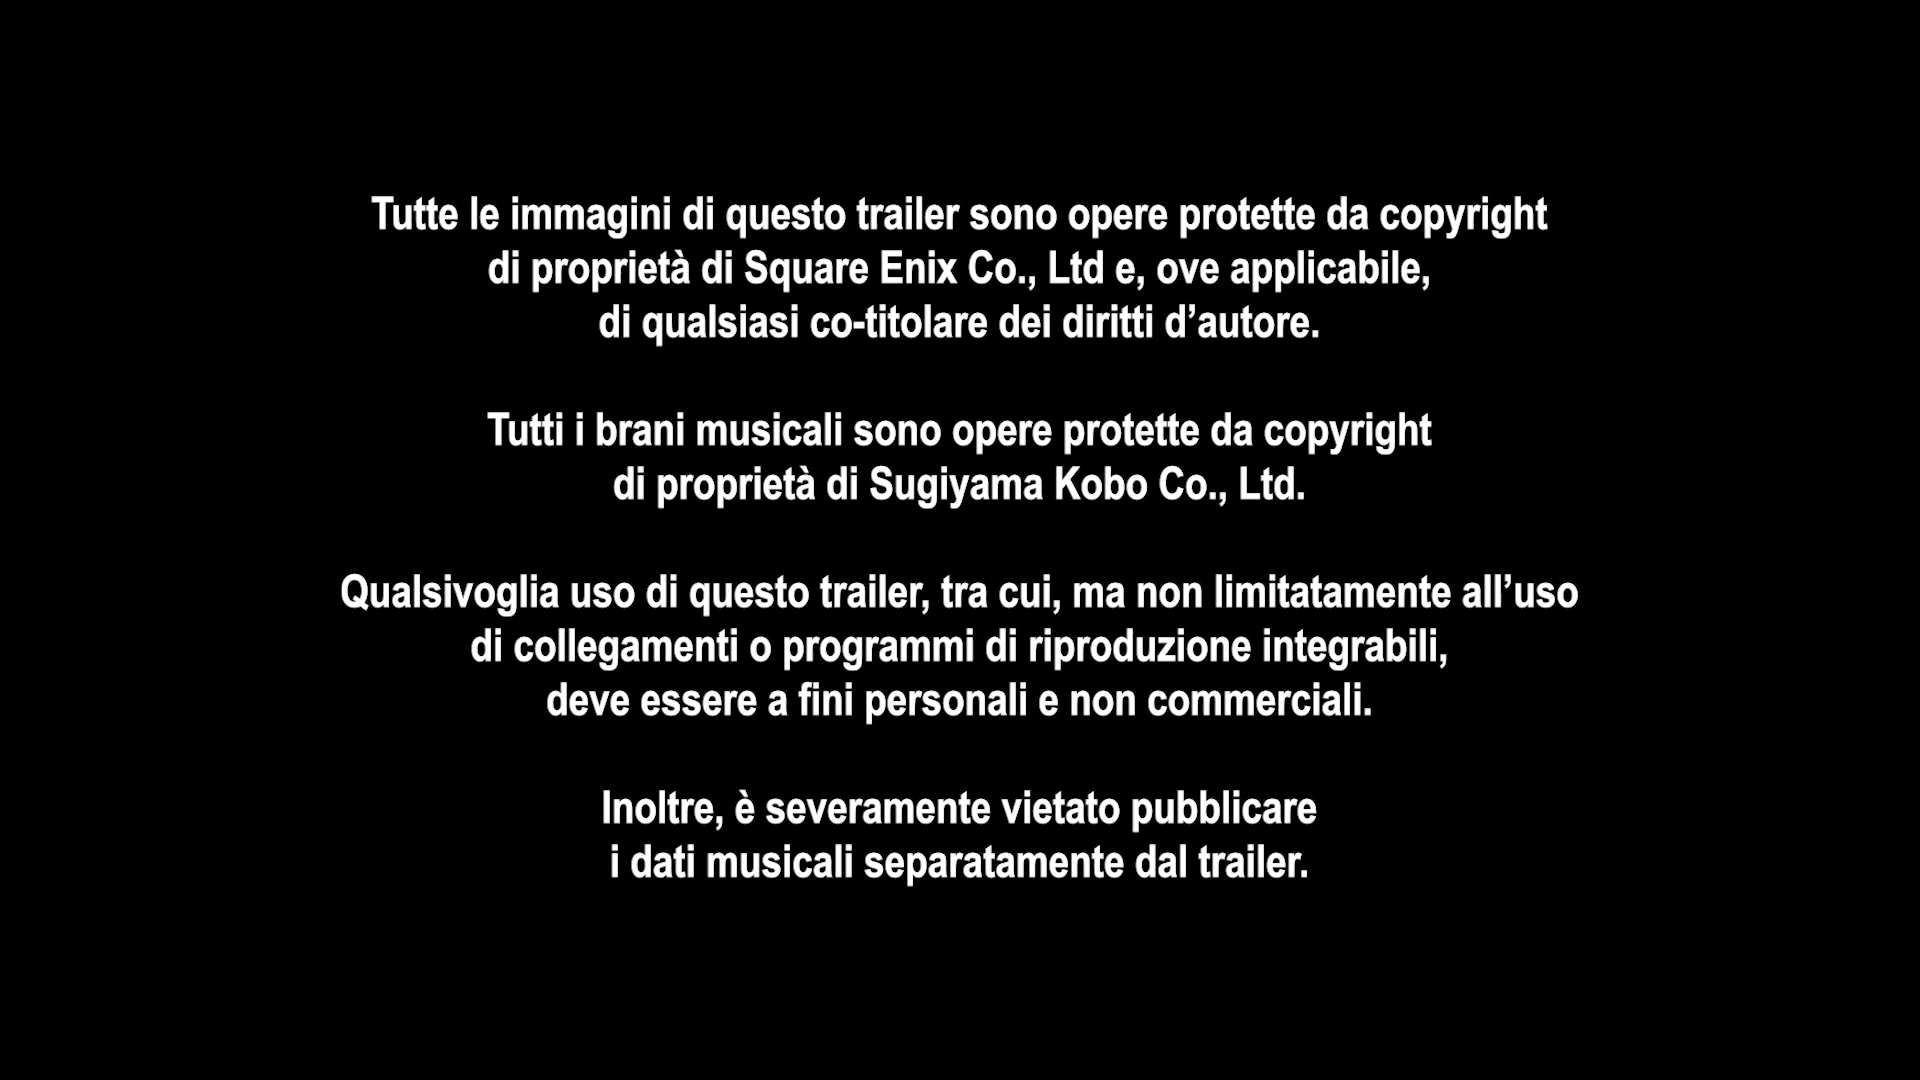 Tutte le immagini di questo trailer sono opere protette da copyright
di proprietà di Square Enix Co., Ltd e, ove applicabile,
di qualsiasi co-titolare dei diritti d’autore.
Tutti i brani musicali sono opere protette da copyright
di proprietà di Sugiyama Kobo Co., Ltd.
Qualsivoglia uso di questo trailer, tra cui, ma non limitatamente all’uso
di collegamenti o programmi di riproduzione integrabili,
deve essere a fini personali e non commerciali.
Inoltre, è severamente vietato pubblicare
i dati musicali separatamente dal trailer.